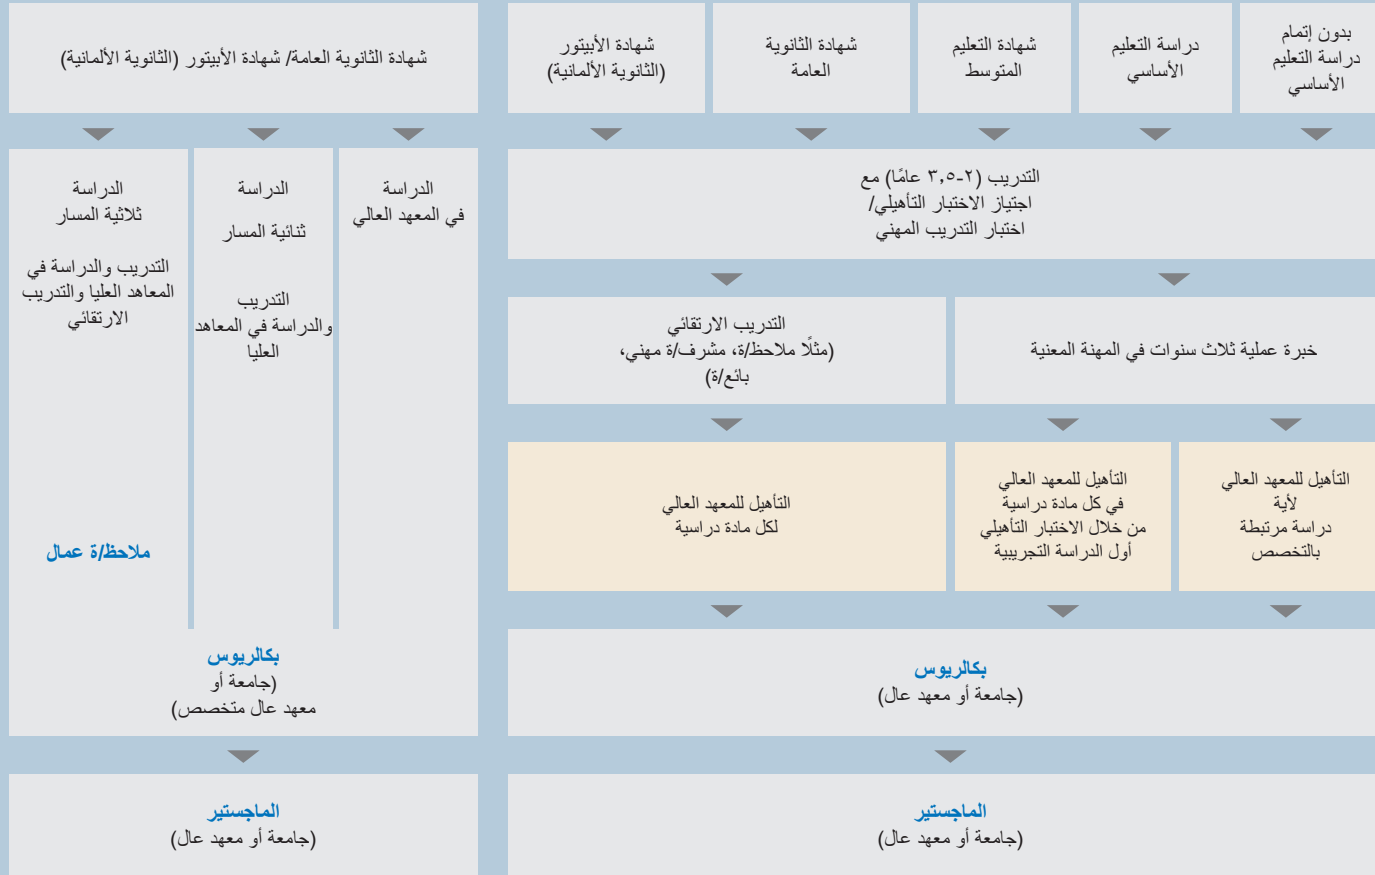 بدون إتمام
دراسة التعليم
الأساسي
دراسة التعليم
الأساسي
شهادة التعليم
المتوسط
شهادة الثانوية
العامة
شهادة الأبيتور
(الثانوية الألمانية)
التدريب (٢-٣,٥ عامًا) مع
اجتياز الاختبار التأهيلي/
اختبار التدريب المهني
خبرة عملية ثلاث سنوات في المهنة المعنية
التدريب الارتقائي
(مثلًا ملاحظ/ة، مشرف/ة مهني،
بائع/ة)
التأهيل للمعهد العالي
لأية
دراسة مرتبطة
بالتخصص
التأهيل للمعهد العالي
في كل مادة دراسية
من خلال الاختبار التأهيلي
أول الدراسة التجريبية
التأهيل للمعهد العالي
لكل مادة دراسية
بكالريوس
(جامعة أو معهد عال)
الماجستير
(جامعة أو معهد عال)
شهادة الثانوية العامة/ شهادة الأبيتور (الثانوية الألمانية)
الدراسة
في المعهد العالي
الدراسة
ثنائية المسار
التدريب
والدراسة في المعاهد
العليا
الدراسة
ثلاثية المسار
التدريب والدراسة في
المعاهد العليا والتدريب
الارتقائي
ملاحظ/ة عمال
بكالريوس
(جامعة أو
معهد عال متخصص)
الماجستير
(جامعة أو معهد عال)